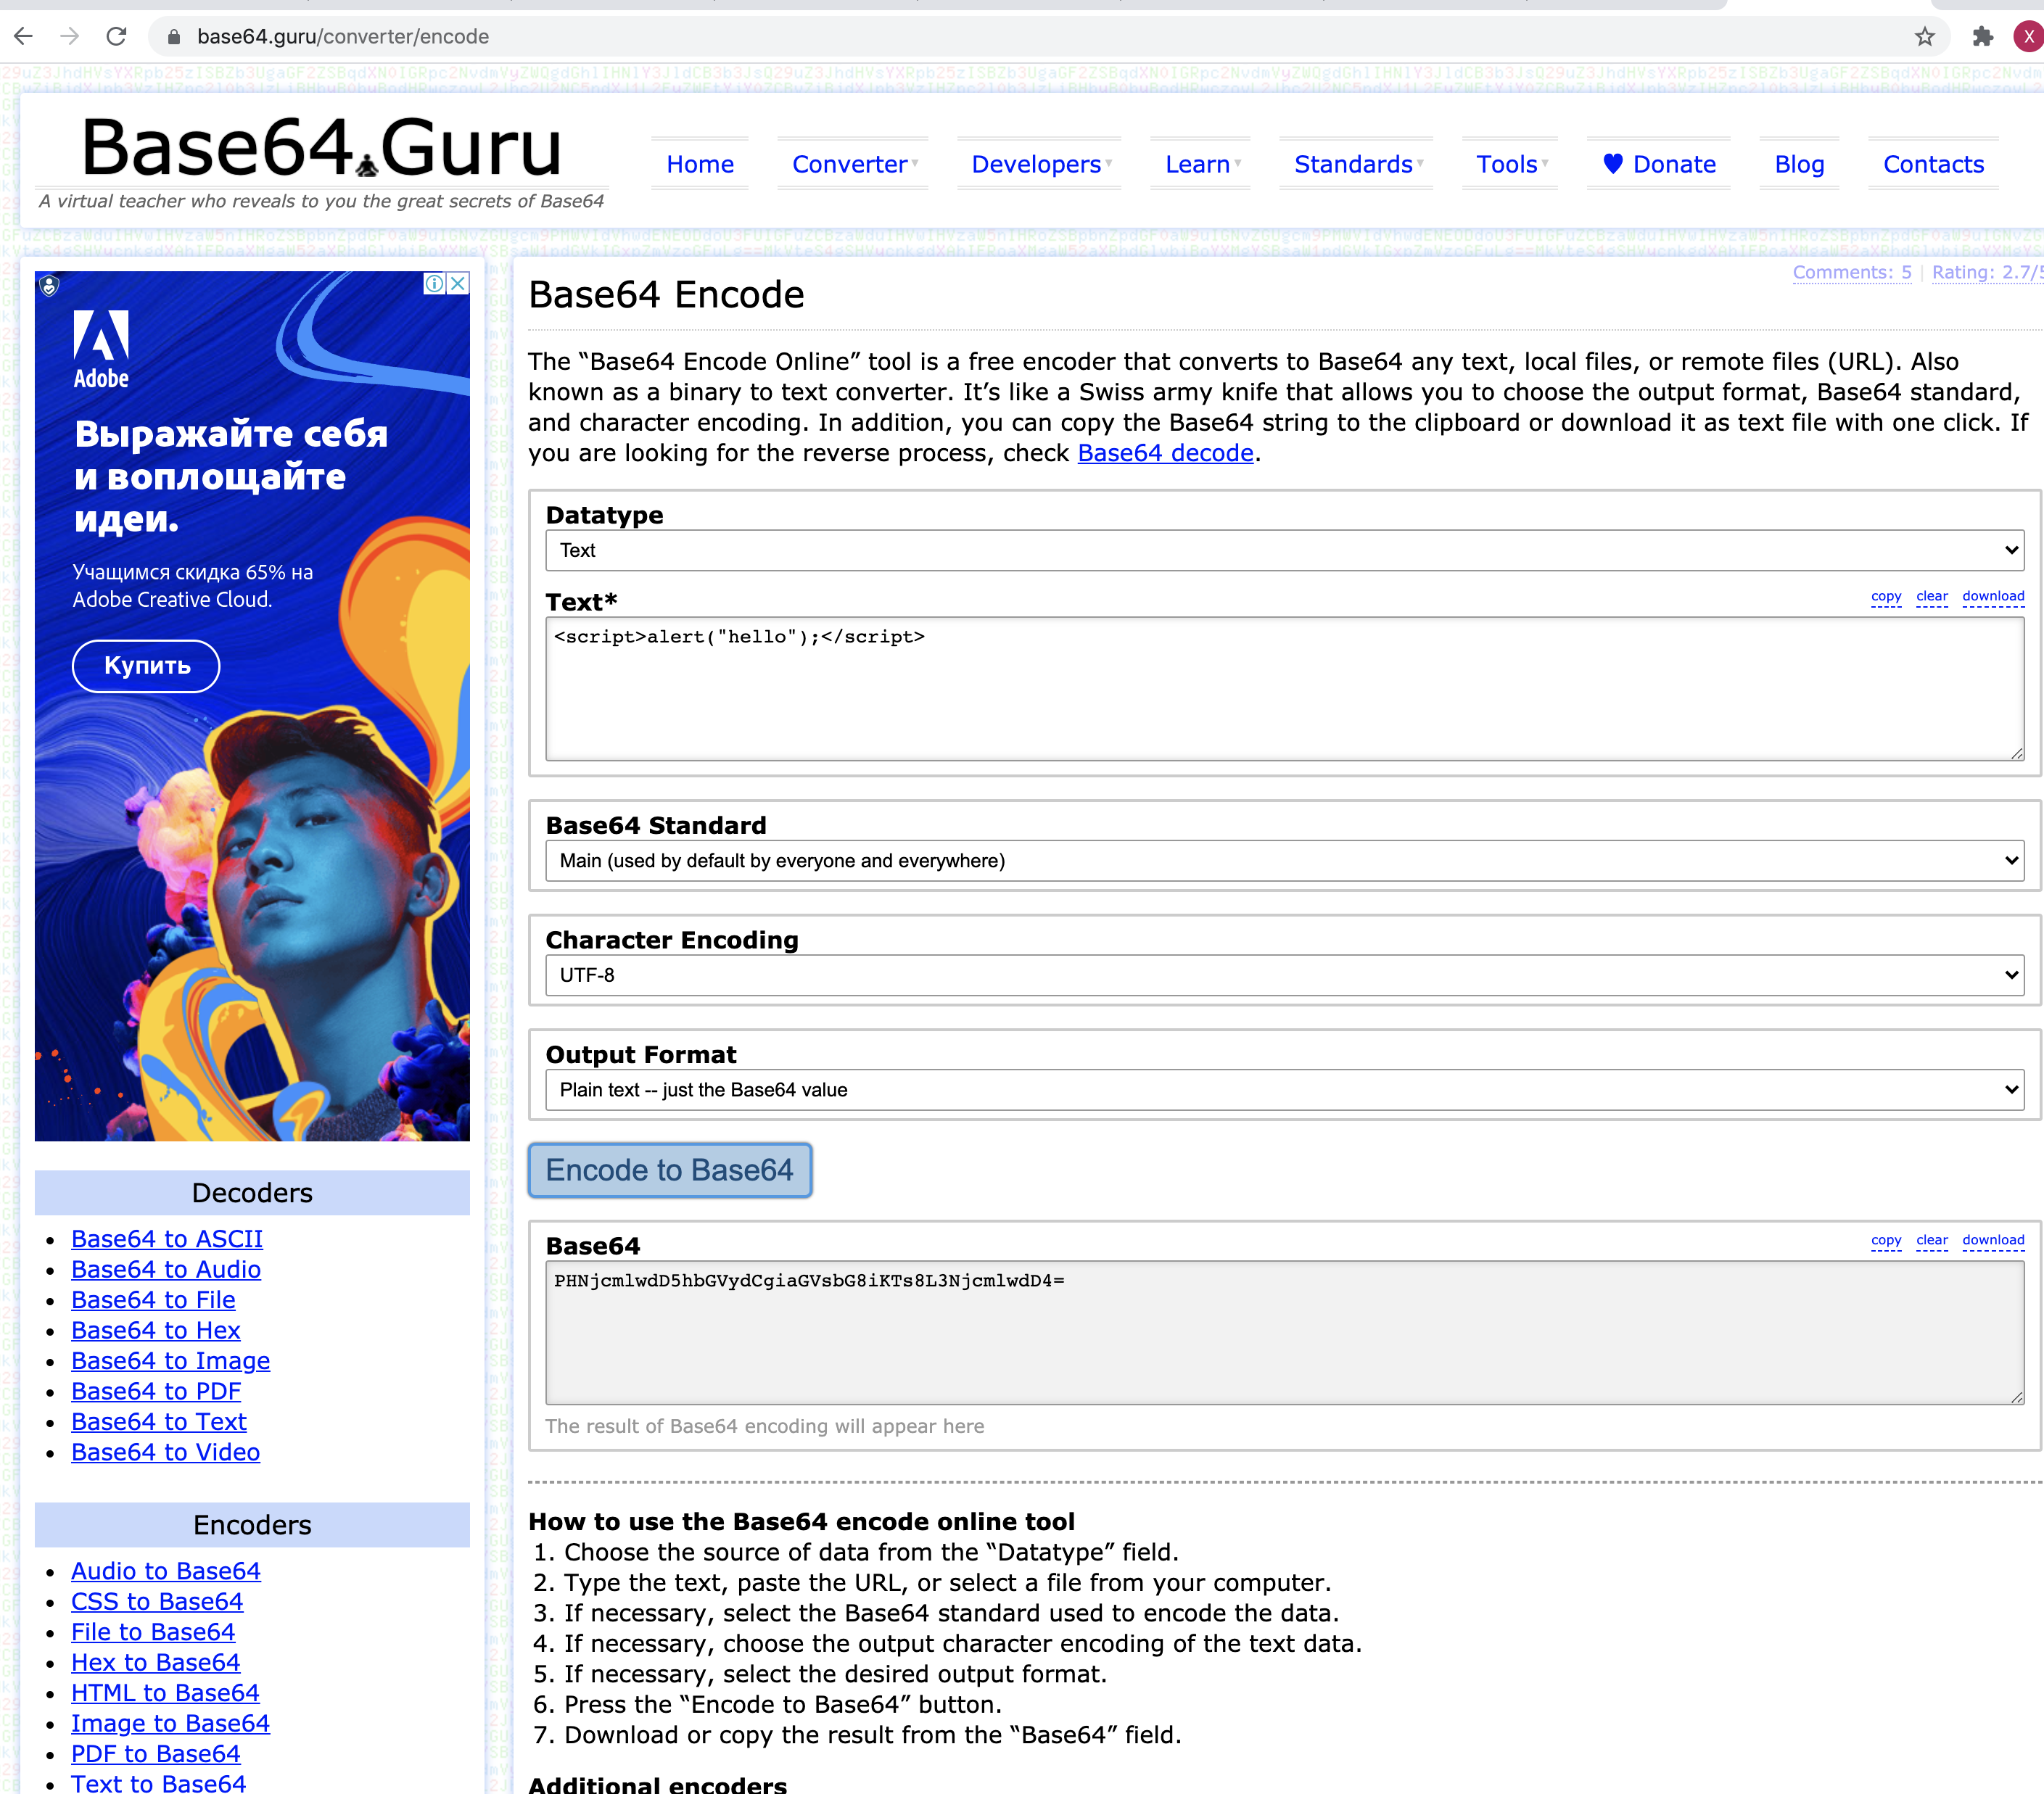 base64.guru/converter/encode
X
Base64.Guru
A virtual teacher who reveals to you the great secrets of Base64
Home
Converter
Developers
Learn
Standards
Tools
Donate
Blog
Contacts
Adobe
Выражайте себя
и воплощайте
идеи.
Учащимся скидка 65% на
Adobe Creative Cloud.
Купить
Decoders
Base64 to ASCII
Base64 to Audio
Base64 to File
Base64 to Hex
Base64 to Image
Base64 to PDF
Base64 to Text
Base64 to Video
Encoders
Audio to Base64
CSS to Base64
File to Base64
Hex to Base64
HTML to Base64
Image to Base64
PDF to Base64
Text to Base64
Comments: 5 | Rating: 2.7/5
Base64 Encode
The “Base64 Encode Online” tool is a free encoder that converts to Base64 any text, local files, or remote files (URL). Also
known as a binary to text converter. It’s like a Swiss army knife that allows you to choose the output format, Base64 standard,
and character encoding. In addition, you can copy the Base64 string to the clipboard or download it as text file with one click. If
you are looking for the reverse process, check Base64 decode.
Datatype
Text
Text*
copy clear download
<script>alert("hello");</script>
Base64 Standard
Main (used by default by everyone and everywhere)
Character Encoding
UTF-8
Output Format
Plain text -- just the Base64 value
Encode to Base64
Base64
copy clear download
PHNjcmlwdD5hbGVydCgiaGVsbG8iKTs8L3NjcmlwdD4=
The result of Base64 encoding will appear here
How to use the Base64 encode online tool
1. Choose the source of data from the “Datatype” field.
2. Type the text, paste the URL, or select a file from your computer.
3. If necessary, select the Base64 standard used to encode the data.
4. If necessary, choose the output character encoding of the text data.
5. If necessary, select the desired output format.
6. Press the “Encode to Base64” button.
7. Download or copy the result from the “Base64” field.
Additional encoders